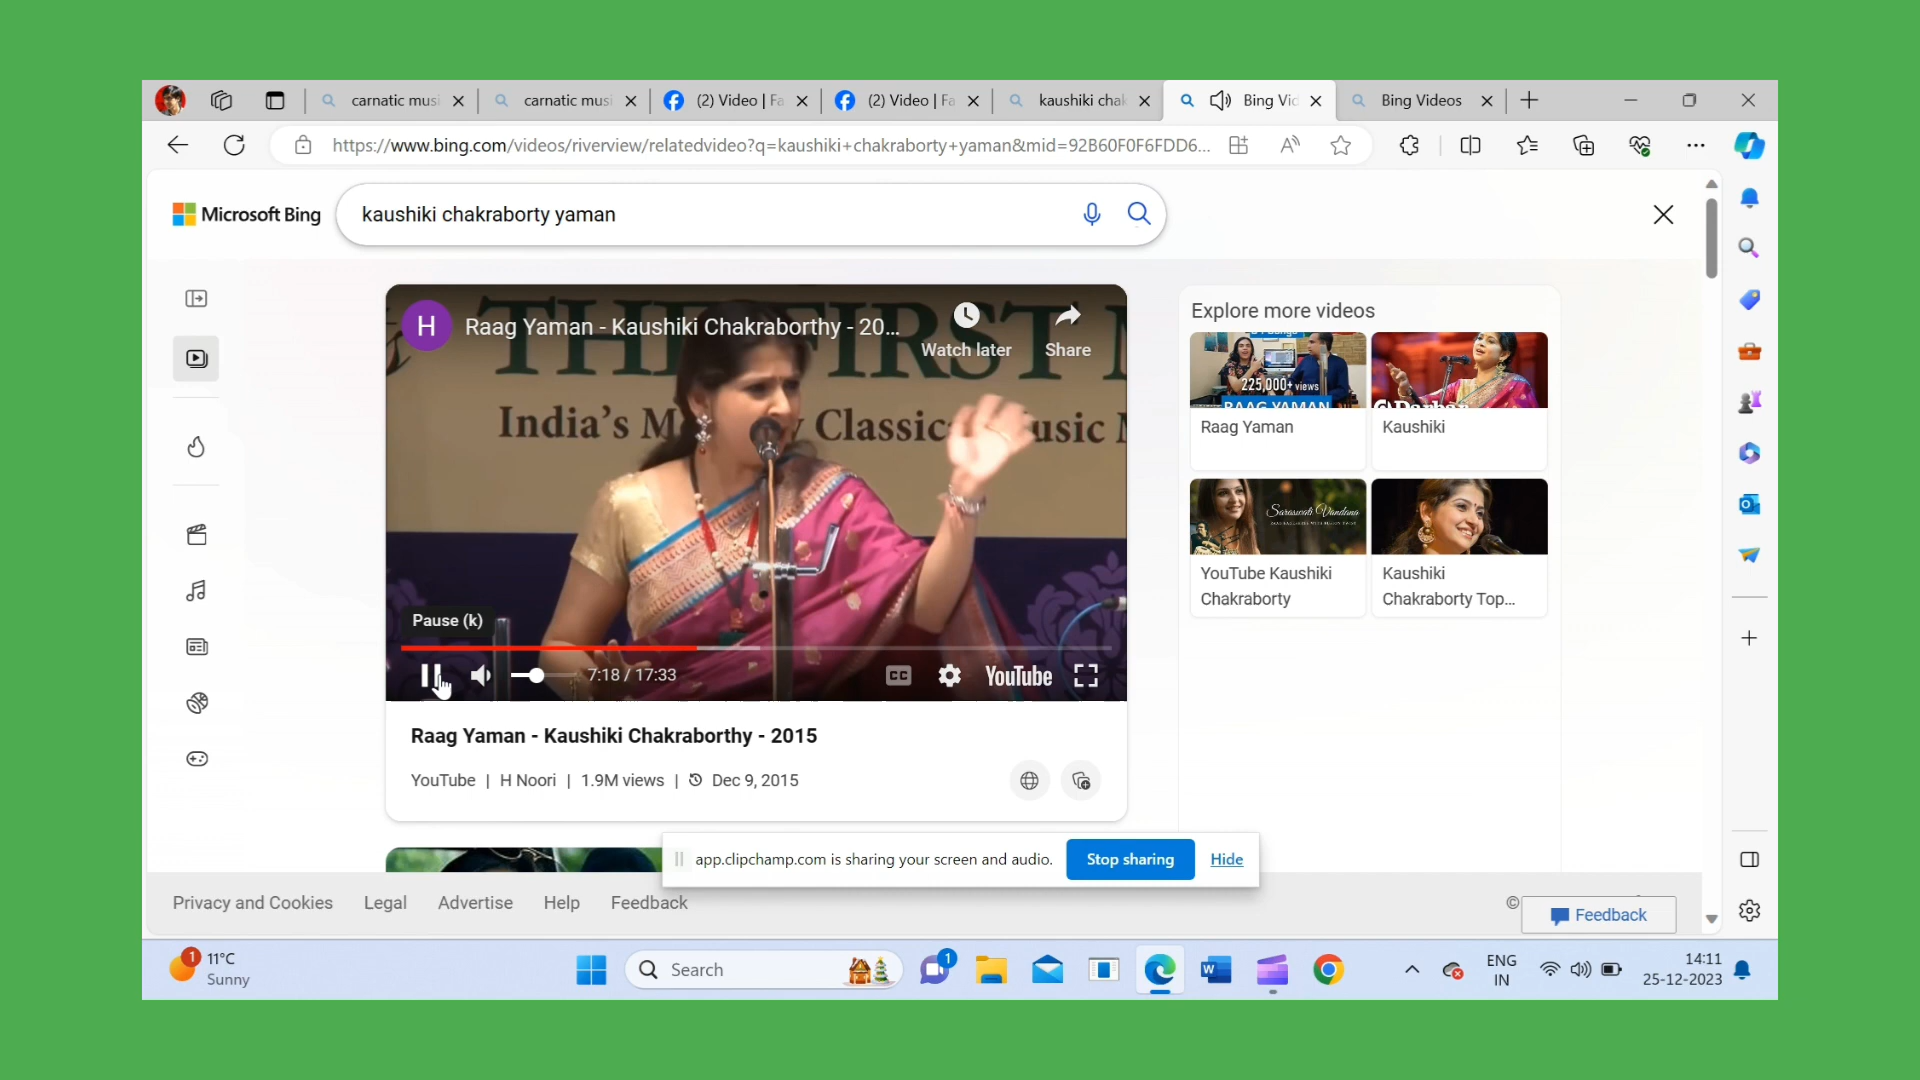 carnatic mus
carnatic musi
(2) Video | Fa
(2) Video | Fa
kaushiki chak
Bing Vid
Bing Videos
https://www.bing.com/videos/riverview/relatedvideo?q=kaushiki+chakraborty+yaman&mid=92B60F0F6FDD6...
Microsoft Bing
kaushiki chakraborty yaman
H
Raag Yaman - Kaushiki Chakraborthy - 20...
Watch later
Share
THE FIRST
India's M y Classic usic
Pause (k)
7:18 / 17:33
CC
YouTube
Raag Yaman - Kaushiki Chakraborthy - 2015
YouTube | H Noori | 1.9M views | Dec 9, 2015
Explore more videos
225,000+ views
RAAG YAMAN
Raag Yaman
Darbar
Kaushiki
Saraswati Vandana
YouTube Kaushiki
Chakraborty
Kaushiki
Chakraborty Top...
app.clipchamp.com is sharing your screen and audio.
Stop sharing
Hide
Privacy and Cookies
Legal
Advertise
Help
Feedback
©
Feedback
1
11°C
Sunny
Search
1
ENG
IN
14:11
25-12-2023